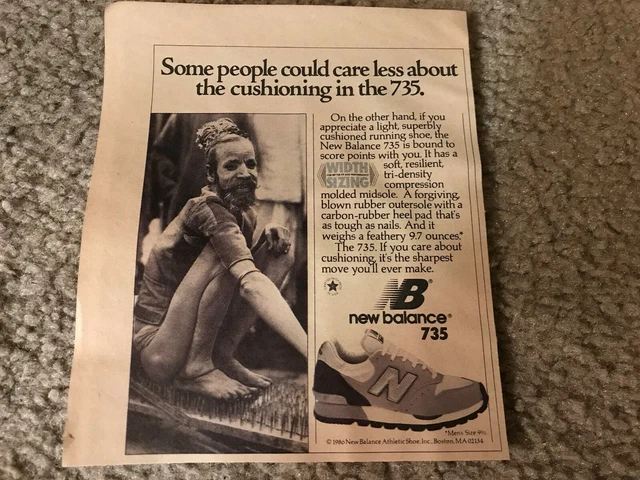 Some people could care less about
the cushioning in the 735.
On the other hand, if you
appreciate a light, superbly
cushioned running shoe, the
New Balance 735 is bound to
score points with you. It has a
soft, resilient,
tri-density
compression
WIDTH
SIZING
molded midsole. A forgiving,
blown rubber outersole with a
carbon-rubber heel pad that's
as tough as nails. And it
weighs a feathery 9.7 ounces.*
The 735. If you care about
cushioning, it's the sharpest
move you'll ever make.
NB®
new balance®
735
N
*Mens Size 9½
© 1986 New Balance Athletic Shoe, Inc., Boston, MA 02134